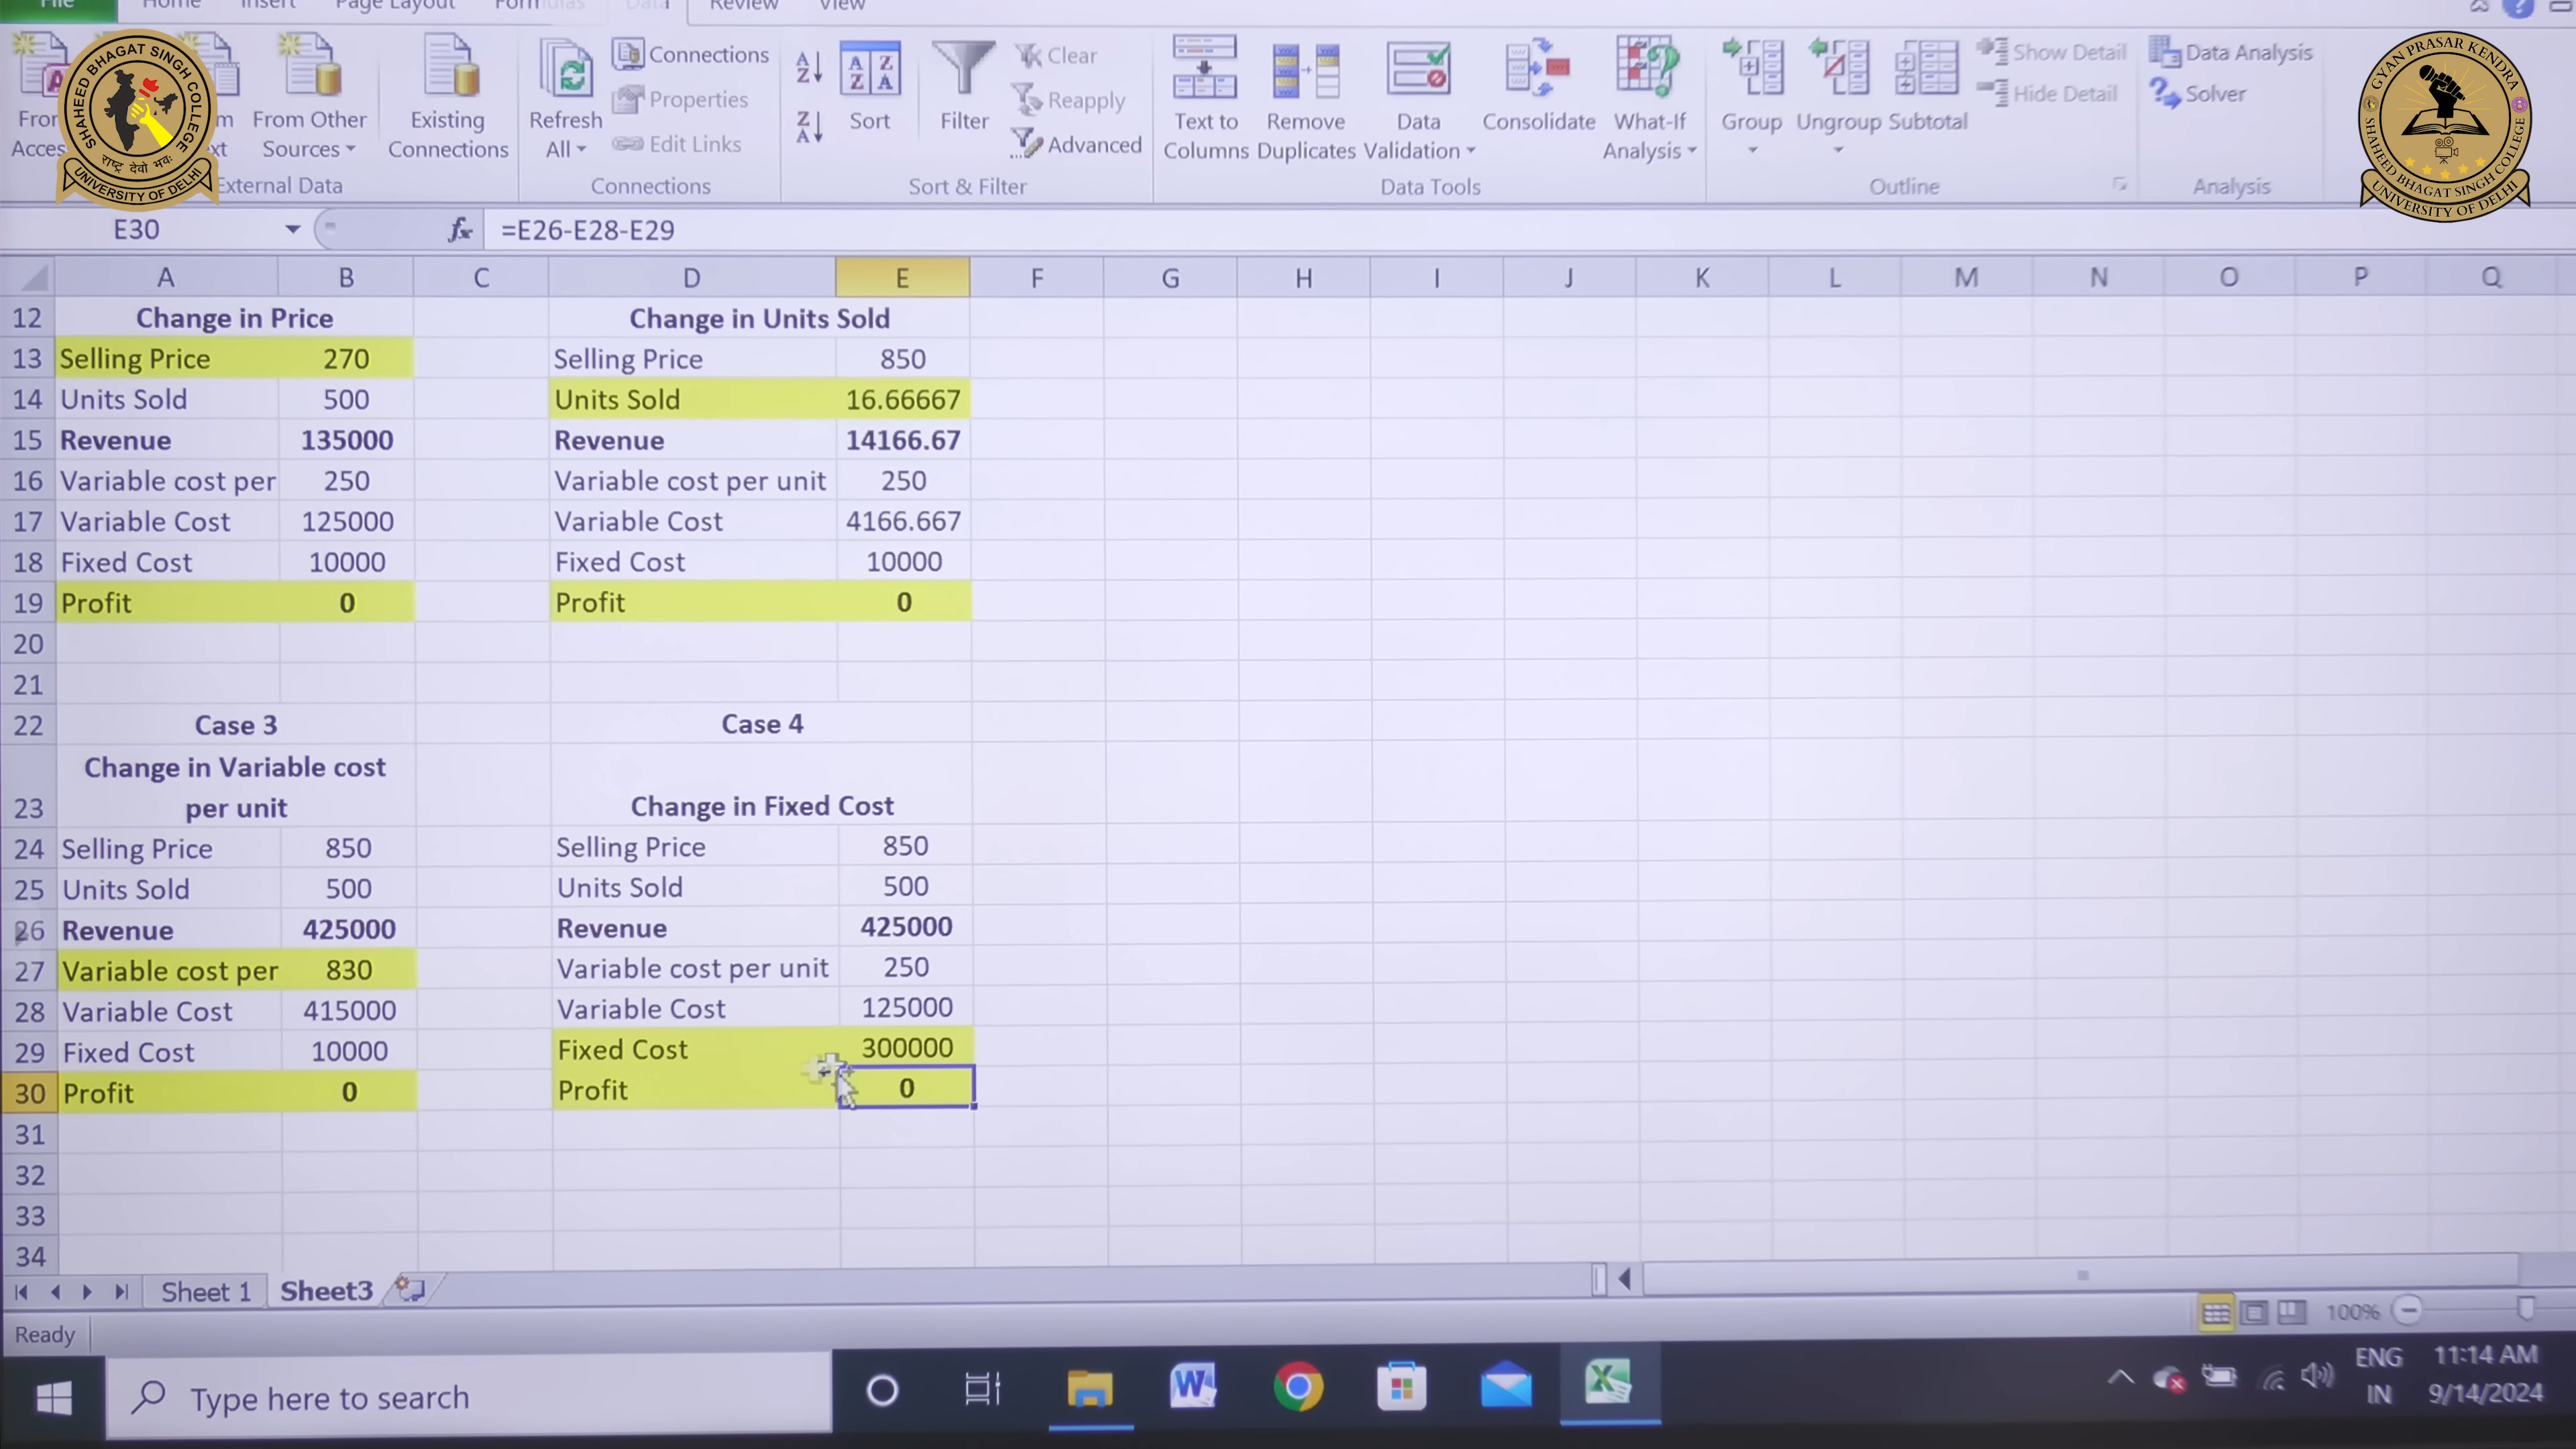 File Home Insert Page Layout Formulas Data Review View
From Other Sources
Existing Connections
Refresh All
Connections
Properties
Edit Links
Sort
Filter
Clear
Reapply
Advanced
Text to Columns
Remove Duplicates
Data Validation
Consolidate
What-If Analysis
Group
Ungroup
Subtotal
Show Detail
Hide Detail
Data Analysis
Solver
External Data
Connections
Sort & Filter
Data Tools
Outline
Analysis
SHAHEED BHAGAT SINGH COLLEGE
राष्ट्र देवो भवः
UNIVERSITY OF DELHI
GYAN PRASAR KENDRA
SHAHEED BHAGAT SINGH COLLEGE
UNIVERSITY OF DELHI
E30 fx =E26-E28-E29
A B C D E F G H I J K L M N O P Q
12 Change in Price Change in Units Sold
13 Selling Price 270 Selling Price 850
14 Units Sold 500 Units Sold 16.66667
15 Revenue 135000 Revenue 14166.67
16 Variable cost per 250 Variable cost per unit 250
17 Variable Cost 125000 Variable Cost 4166.667
18 Fixed Cost 10000 Fixed Cost 10000
19 Profit 0 Profit 0
20
21
22 Case 3 Case 4
Change in Variable cost
23 per unit Change in Fixed Cost
24 Selling Price 850 Selling Price 850
25 Units Sold 500 Units Sold 500
26 Revenue 425000 Revenue 425000
27 Variable cost per 830 Variable cost per unit 250
28 Variable Cost 415000 Variable Cost 125000
29 Fixed Cost 10000 Fixed Cost 300000
30 Profit 0 Profit 0
31
32
33
34
Sheet 1 Sheet3
Ready 100%
Type here to search
ENG 11:14 AM
IN 9/14/2024